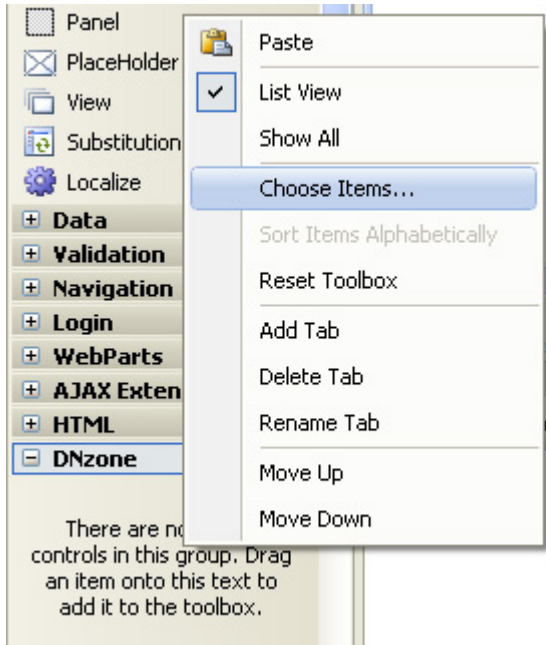 Panel
PlaceHolder
View
Substitution
Localize
Data
Validation
Navigation
Login
WebParts
AJAX Exten
HTML
DNzone
There are no
controls in this group. Drag
an item onto this text to
add it to the toolbox.
Paste
List View
Show All
Choose Items...
Sort Items Alphabetically
Reset Toolbox
Add Tab
Delete Tab
Rename Tab
Move Up
Move Down